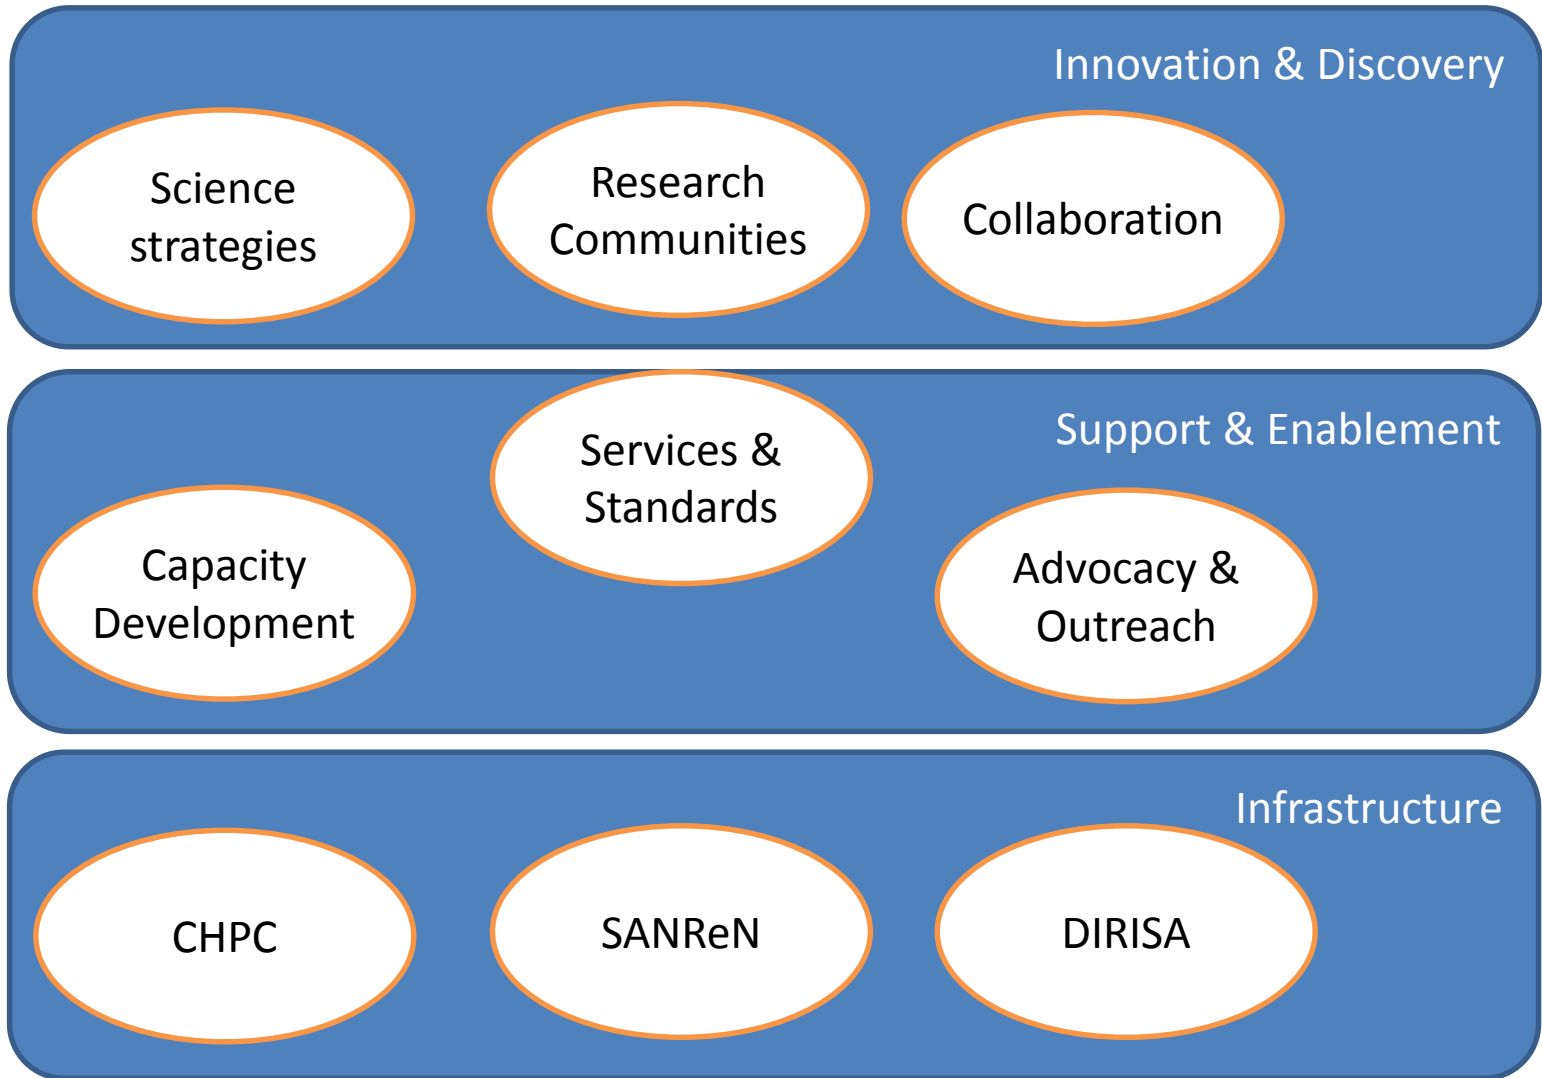 Innovation & Discovery
Science
strategies
Research
Communities
Collaboration
Support & Enablement
Services &
Standards
Capacity
Development
Advocacy &
Outreach
Infrastructure
CHPC
SANReN
DIRISA